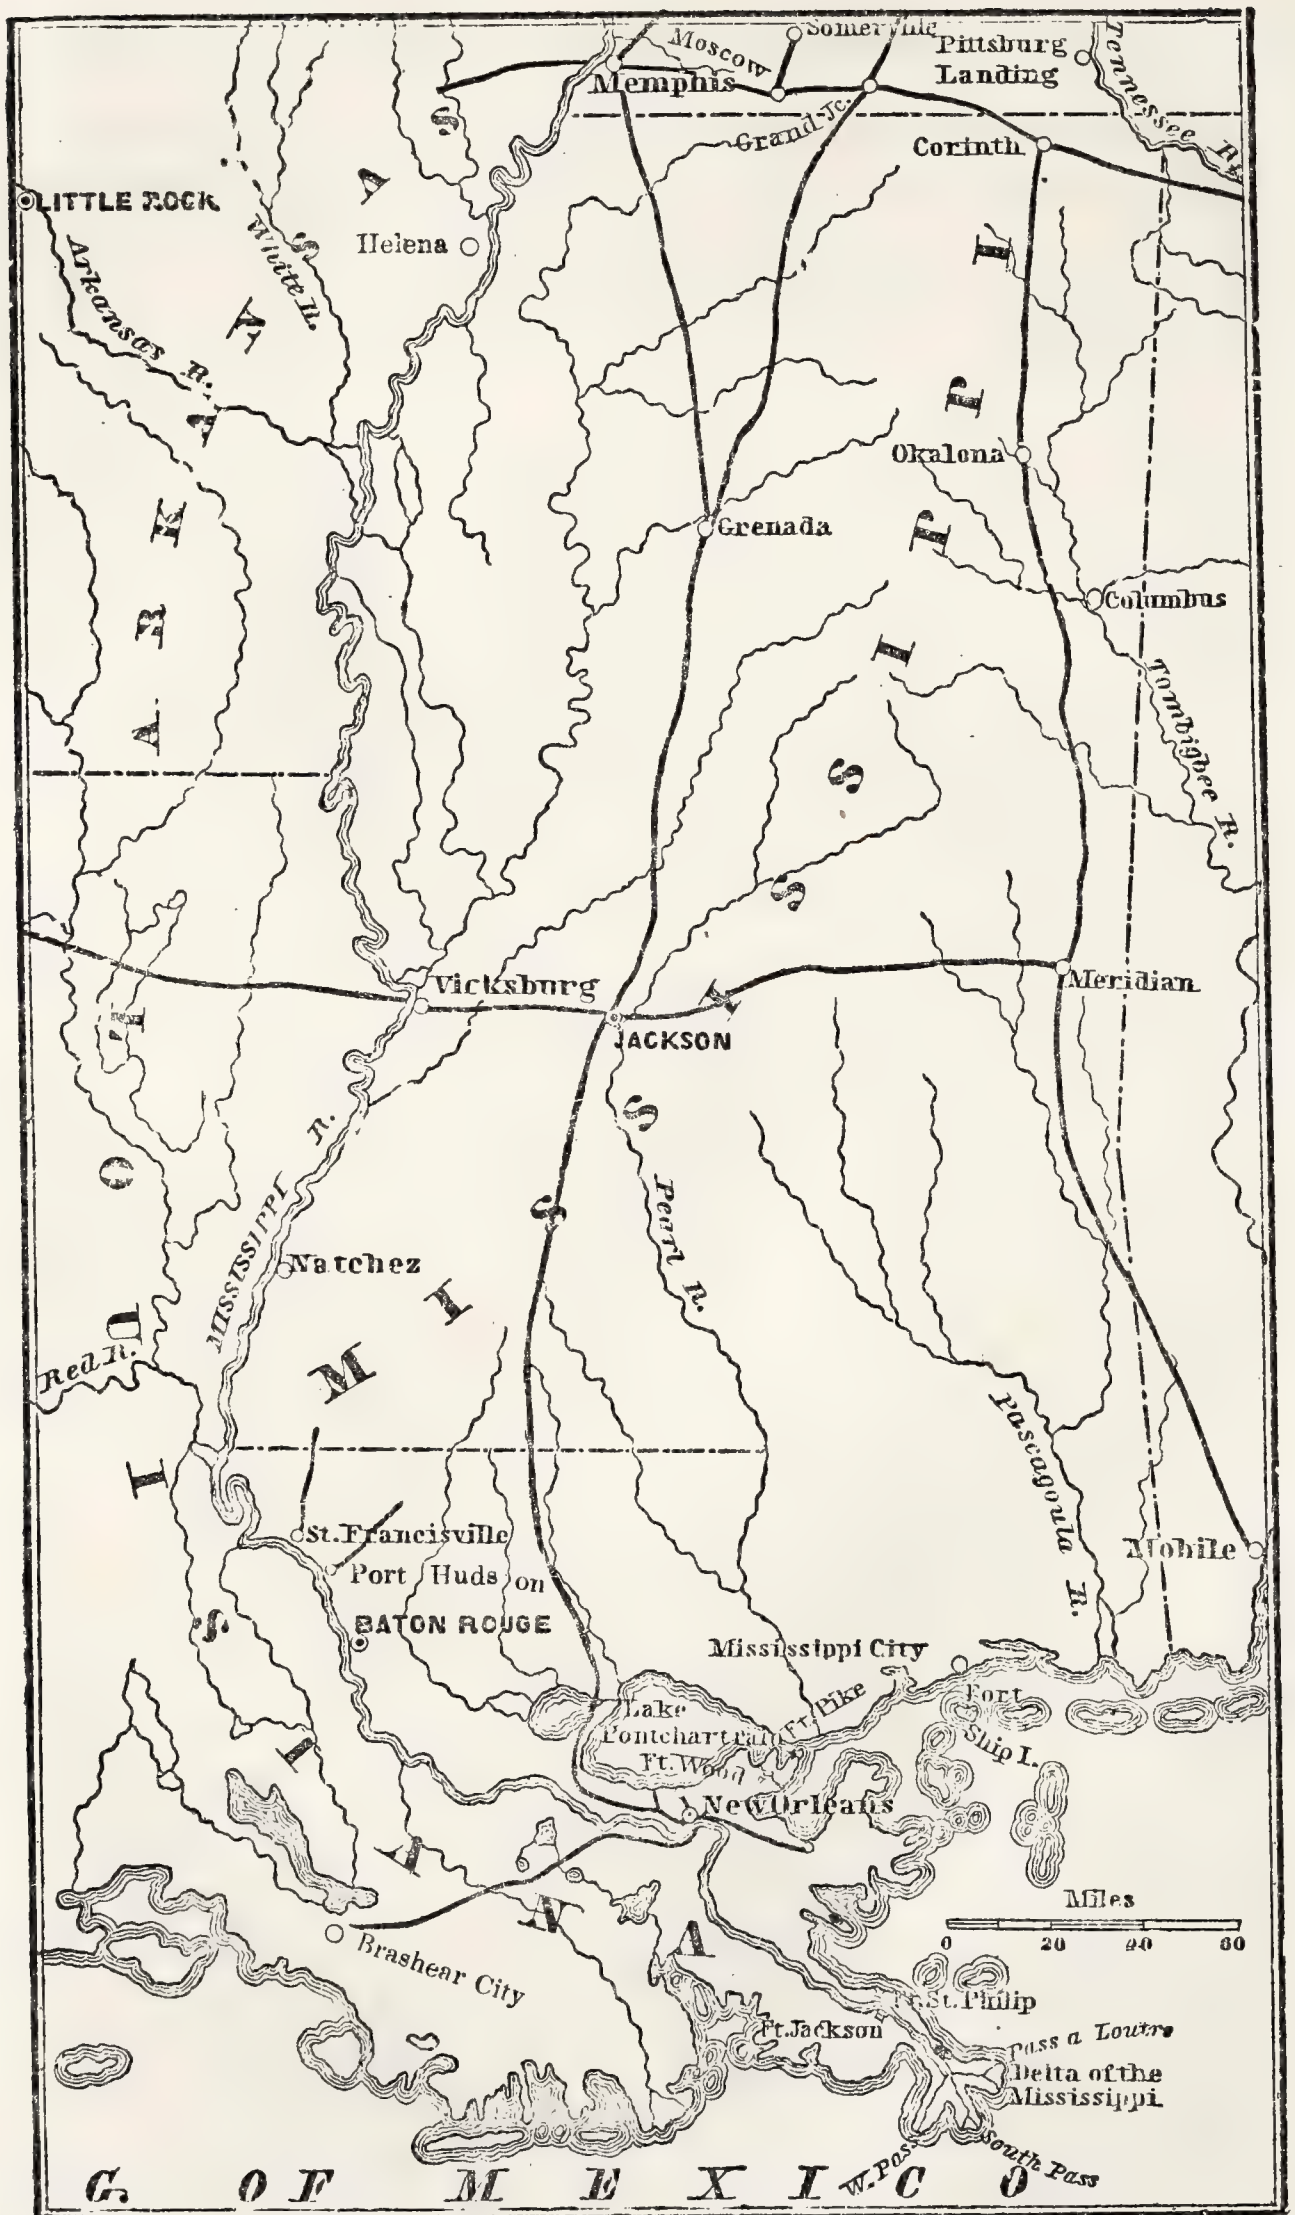 Somerville
Moscow
Pittsburg
Landing
Tennessee R.
Memphis
Grand Jc.
Corinth
LITTLE ROCK
White R.
Helena
Arkansas R.
ARKANSAS
Okalona
Grenada
Columbus
Tombigbee R.
MISSISSIPPI
Vicksburg
JACKSON
Meridian
MISSISSIPPI R.
Pearl R.
Natchez
Red R.
LOUISIANA
Pascagoula R.
St. Francisville
Port Hudson
BATON ROUGE
Mobile
Mississippi City
Lake
Pontchartrain
Ft. Pike
Fort
Ship I.
Ft. Wood
New Orleans
Miles
0 20 40 60
Brashear City
Ft. St. Philip
Ft. Jackson
Pass a Loutre
Delta of the
Mississippi
W. Pass
South Pass
G. OF MEXICO